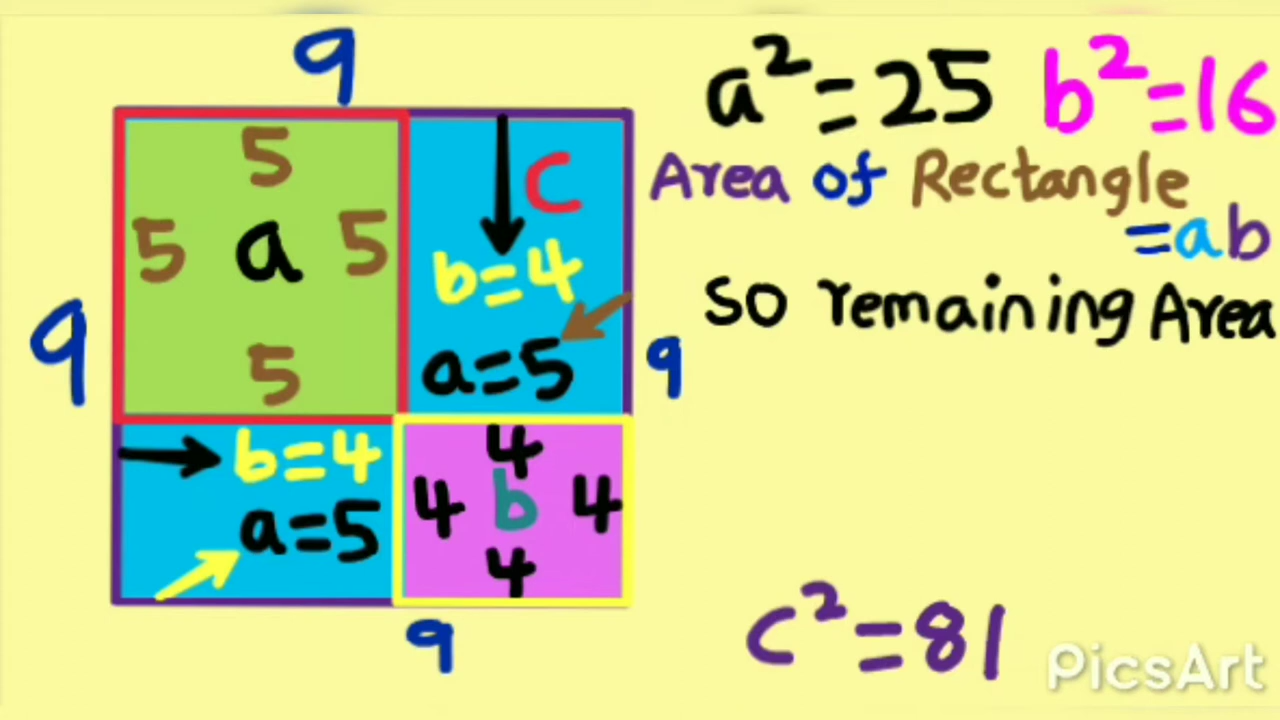 9
a²=25 b²=16
5
5 a 5
5
C
b=4
a=5
Area of Rectangle
=ab
So remaining Area
9
9
b=4
a=5
4
4 b 4
4
9
c²=81
PicsArt